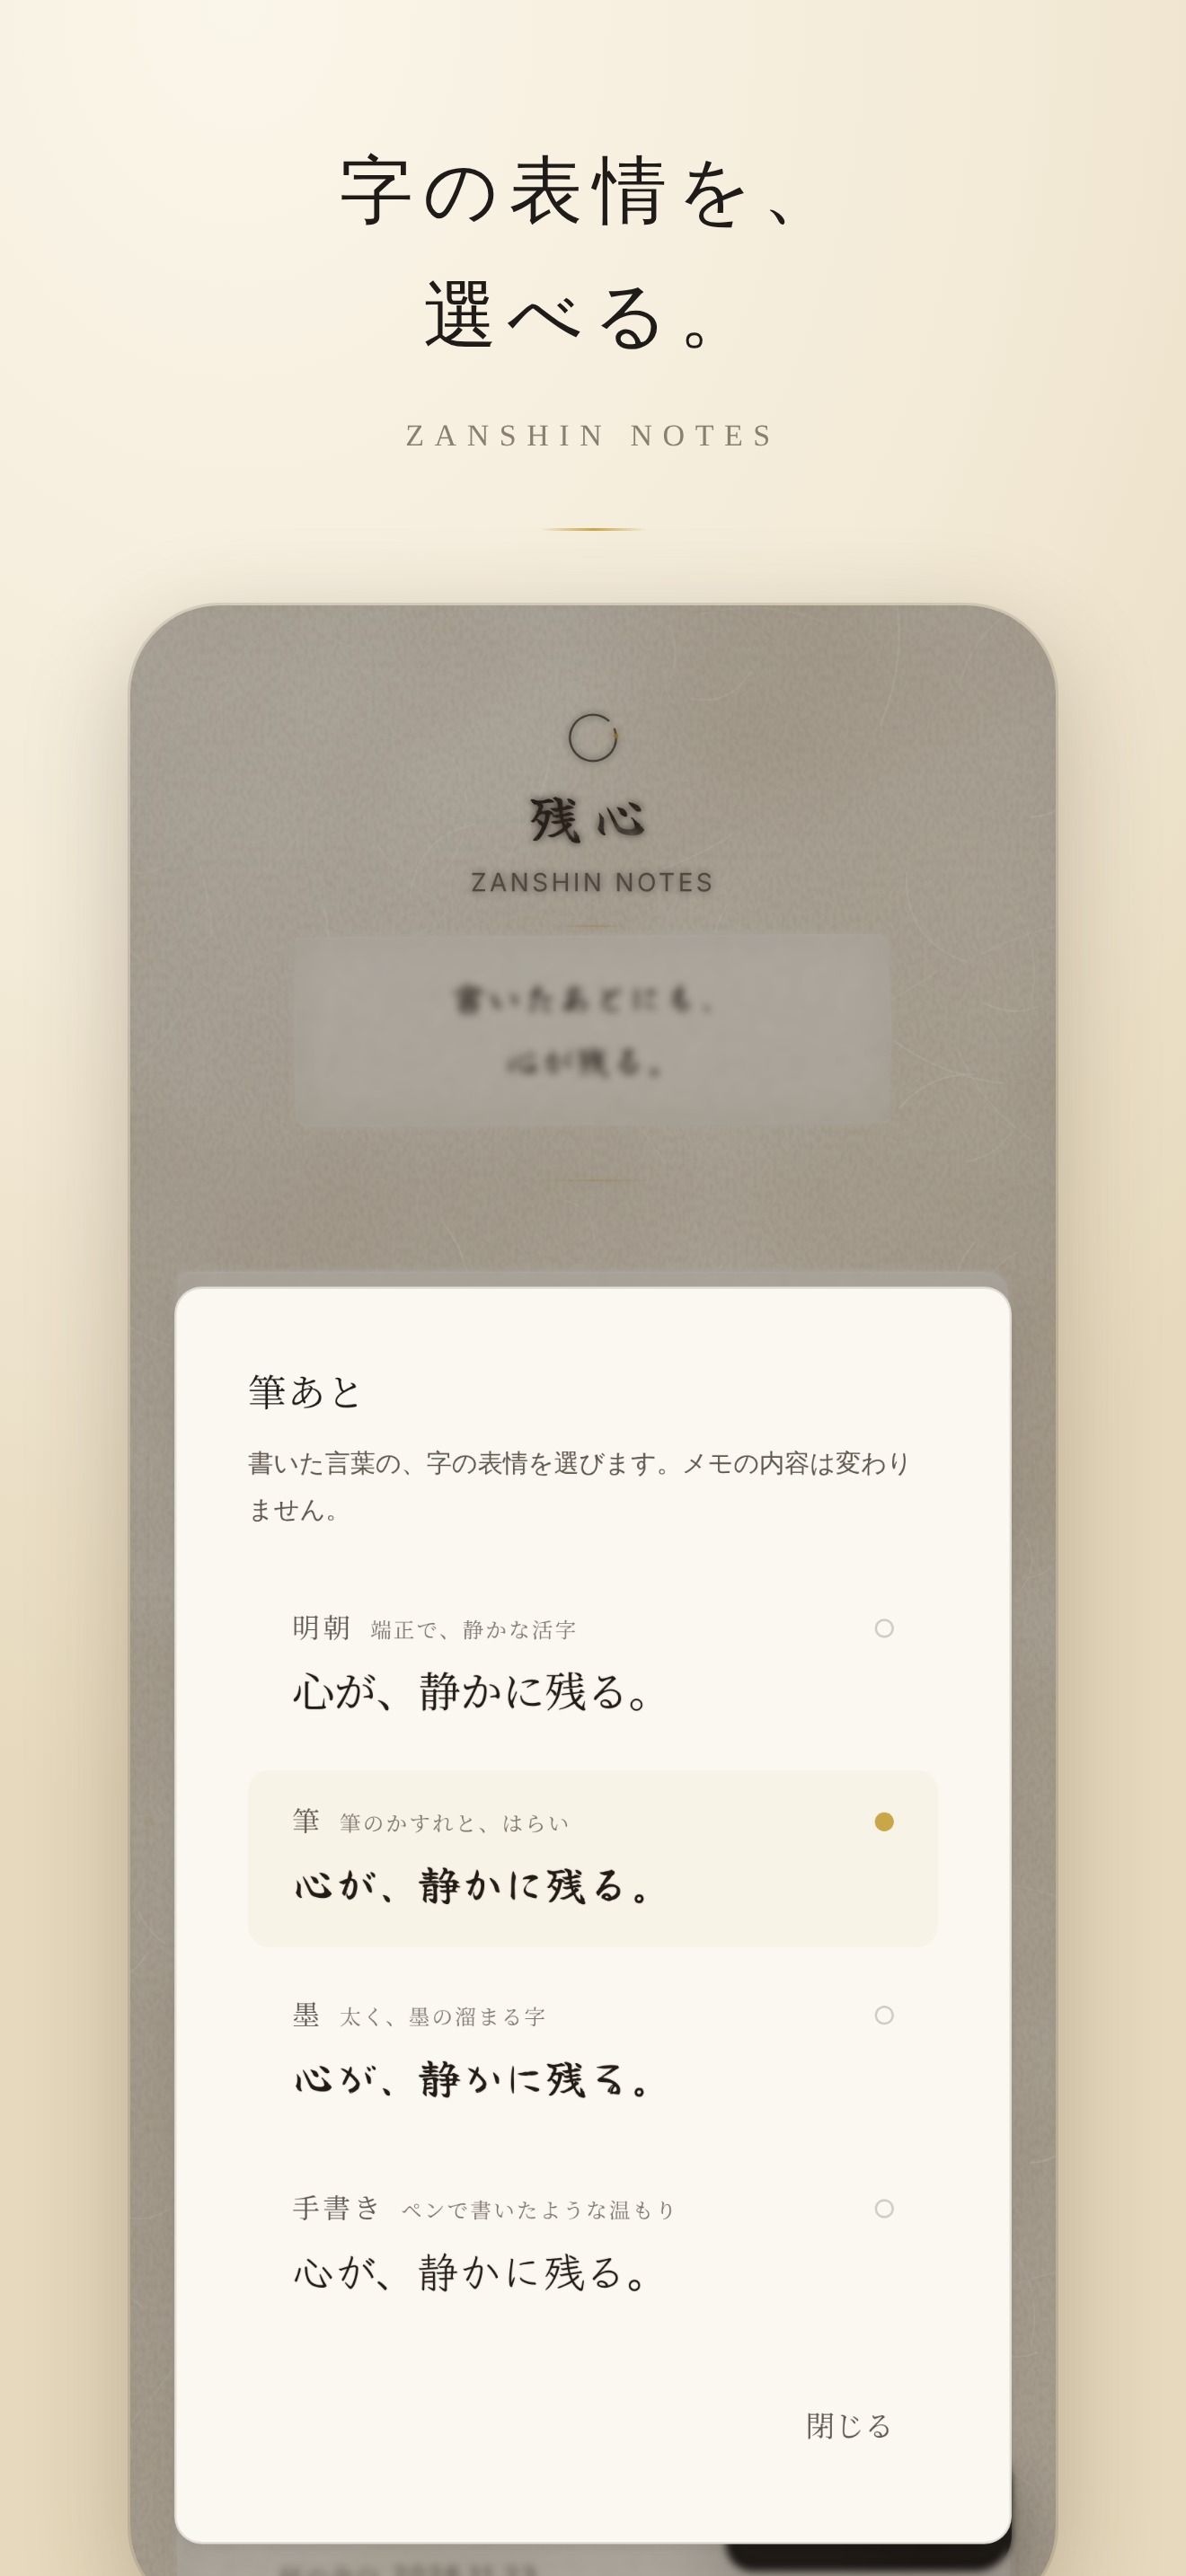 字の表情を、
選べる。
ZANSHIN NOTES
残心
ZANSHIN NOTES
書いたあとにも、
心が残る。
筆あと
書いた言葉の、字の表情を選びます。メモの内容は変わり
ません。
明朝 端正で、静かな活字
心が、静かに残る。
筆 筆のかすれと、はらい
心が、静かに残る。
墨 太く、墨の溜まる字
心が、静かに残る。
手書き ペンで書いたような温もり
心が、静かに残る。
閉じる